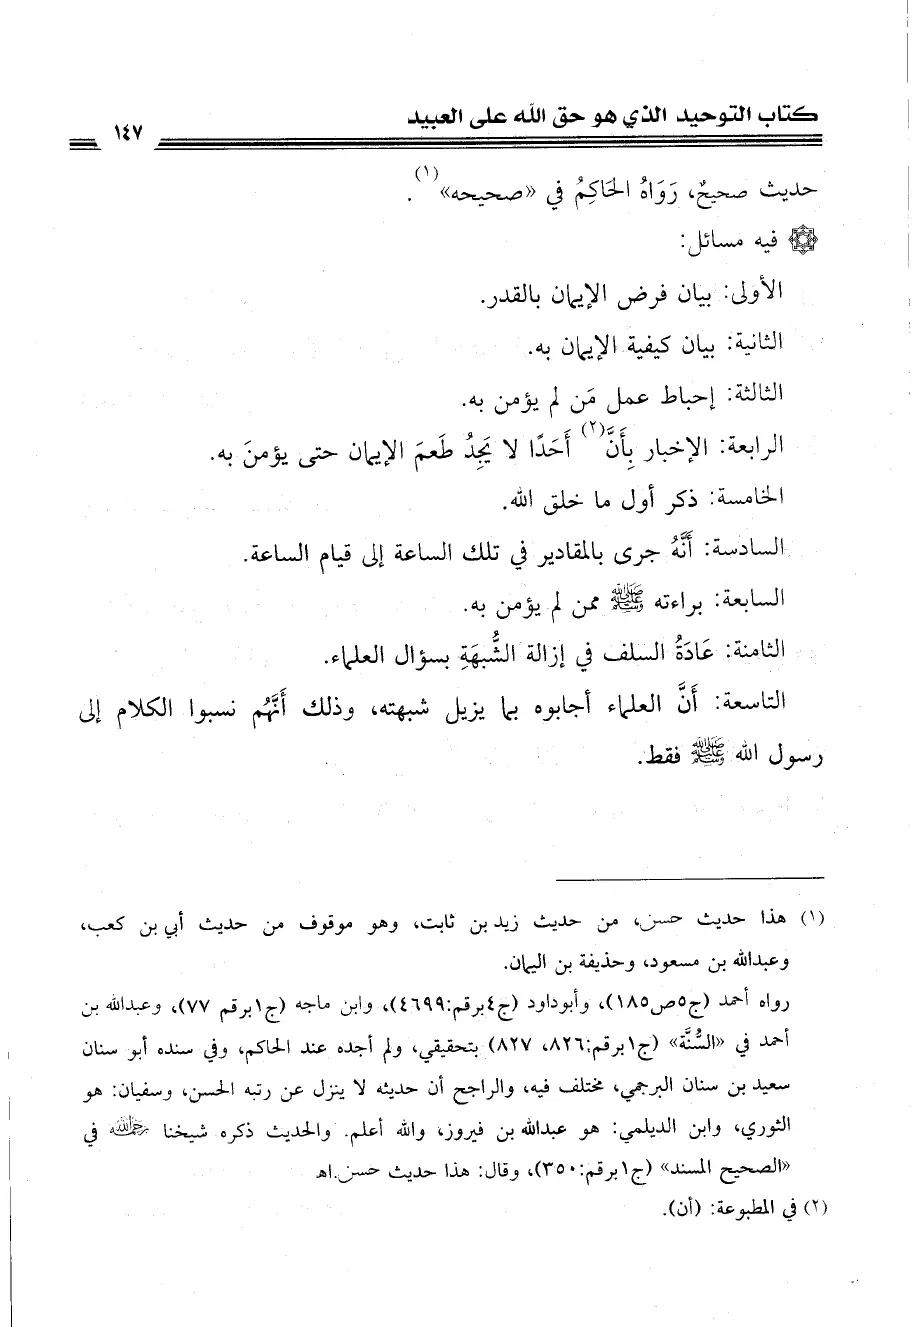 كتاب التوحيد الذي هو حق الله على العبيد ١٤٧
حديث صحيحٌ، رَوَاهُ الحَاكِمُ في «صحيحه»(١).
فيه مسائل:
الأولى: بيان فرض الإيمان بالقدر.
الثانية: بيان كيفية الإيمان به.
الثالثة: إحباط عمل مَن لم يؤمن به.
الرابعة: الإخبار بِأَنَّ(٢) أَحَدًا لا يَجِدُ طَعمَ الإيمان حتى يؤمنَ به.
الخامسة: ذكر أول ما خلق الله.
السادسة: أَنَّهُ جرى بالمقادير في تلك الساعة إلى قيام الساعة.
السابعة: براءته ﷺ ممن لم يؤمن به.
الثامنة: عَادَةُ السلف في إزالة الشُّبهَةِ بسؤال العلماء.
التاسعة: أَنَّ العلماء أجابوه بما يزيل شبهته، وذلك أَنَّهُم نسبوا الكلام إلى
رسول الله ﷺ فقط.
(١) هذا حديث حسن، من حديث زيد بن ثابت، وهو موقوف من حديث أبي بن كعب،
وعبدالله بن مسعود، وحذيفة بن اليمان.
رواه أحمد (ج٥ص١٨٥)، وأبوداود (ج٤برقم:٤٦٩٩)، وابن ماجه (ج١برقم ٧٧)، وعبدالله بن
أحمد في «السُّنَّة» (ج١برقم:٨٢٦، ٨٢٧) بتحقيقي، ولم أجده عند الحاكم، وفي سنده أبو سنان
سعيد بن سنان البرجمي، مختلف فيه، والراجح أن حديثه لا ينزل عن رتبه الحسن، وسفيان: هو
الثوري، وابن الديلمي: هو عبدالله بن فيروز، والله أعلم. والحديث ذكره شيخنا رحمه الله في
«الصحيح المسند» (ج١برقم:٣٥٠)، وقال: هذا حديث حسن.اهـ
(٢) في المطبوعة: (أن).